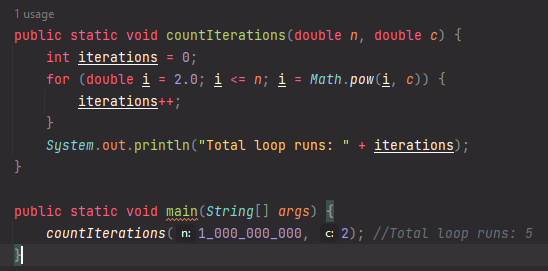 1 usage
public static void countIterations(double n, double c) {
    int iterations = 0;
    for (double i = 2.0; i <= n; i = Math.pow(i, c)) {
        iterations++;
    }
    System.out.println("Total loop runs: " + iterations);
}

public static void main(String[] args) {
    countIterations( n: 1_000_000_000, c: 2); //Total loop runs: 5
}